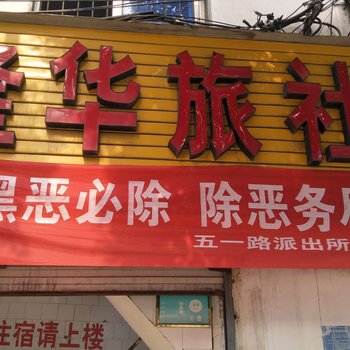 华旅社
黑恶必除 除恶务
五一路派出所
住宿请上楼